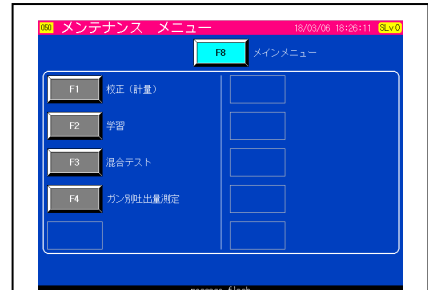 050 メンテナンス メニュー 18/03/06 18:26:11 SLv0
F8 メインメニュー
F1 校正（計量）
F2 学習
F3 混合テスト
F4 ガン別吐出量測定